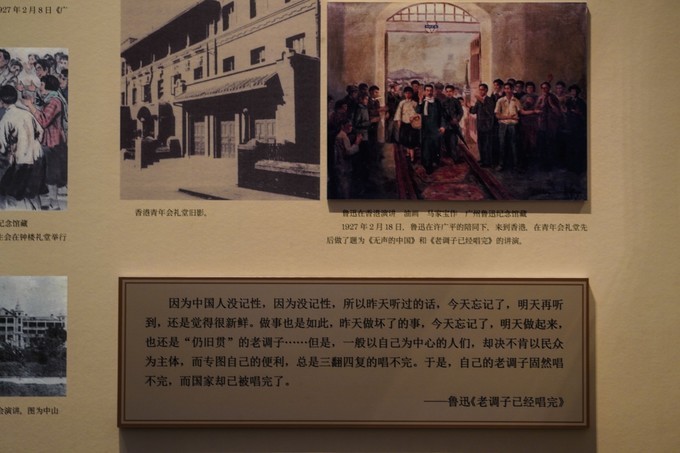 927 年 2 月 8 日《广
念馆藏
主会在钟楼礼堂举行
会演讲。图为中山
香港青年会礼堂旧影。
鲁迅在香港演讲 油画 马家宝作 广州鲁迅纪念馆藏
1927 年 2 月 18 日，鲁迅在许广平的陪同下，来到香港，在青年会礼堂先
后做了题为《无声的中国》和《老调子已经唱完》的讲演。
因为中国人没记性，因为没记性，所以昨天听过的话，今天忘记了，明天再听
到，还是觉得很新鲜。做事也是如此，昨天做坏了的事，今天忘记了，明天做起来，
也还是“仍旧贯”的老调子……但是，一般以自己为中心的人们，却决不肯以民众
为主体，而专图自己的便利，总是三翻四复的唱不完。于是，自己的老调子固然唱
不完，而国家却已被唱完了。
——鲁迅《老调子已经唱完》